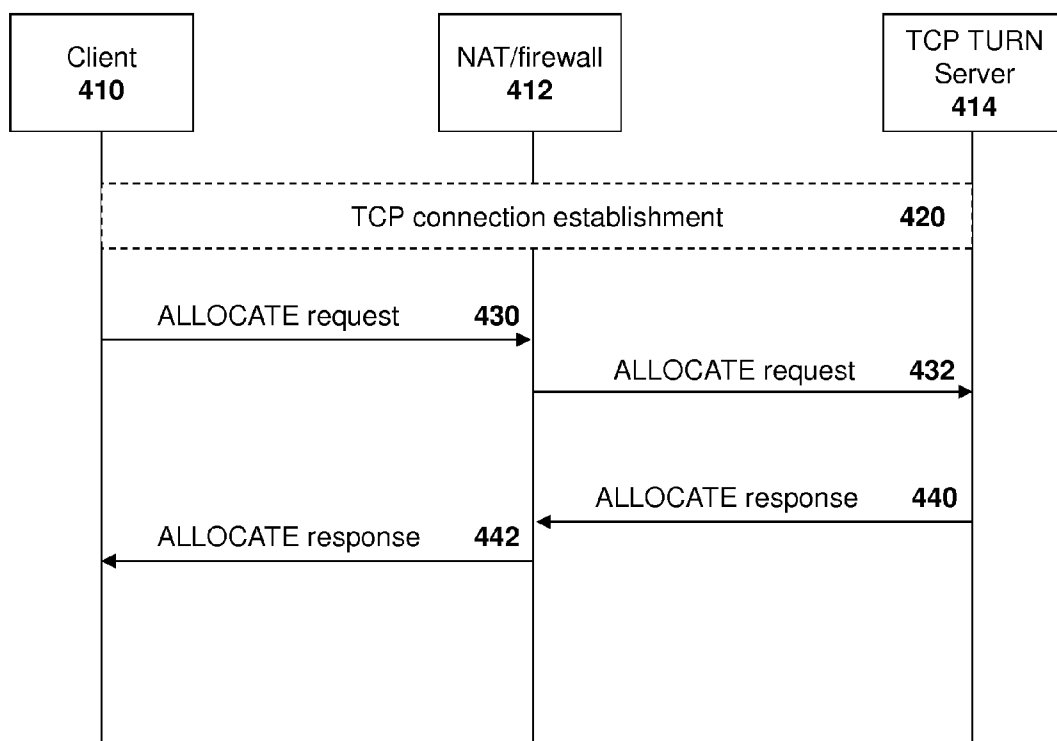 Client
410
NAT/firewall
412
TCP TURN
Server
414
TCP connection establishment 420
ALLOCATE request 430
ALLOCATE request 432
ALLOCATE response 440
ALLOCATE response 442